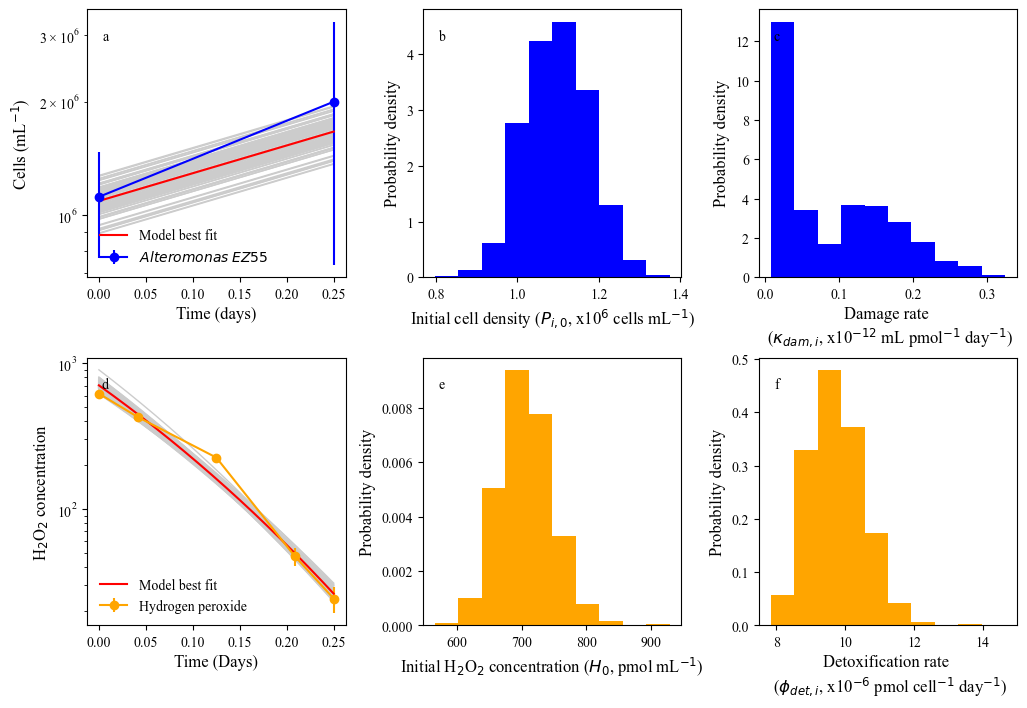 a
3 × 10⁶
2 × 10⁶
10⁶
Cells (mL⁻¹)
Model best fit
Alteromonas EZ55
0.00 0.05 0.10 0.15 0.20 0.25
Time (days)
b
4
3
2
1
0
Probability density
0.8 1.0 1.2 1.4
Initial cell density (P_{i,0}, x10⁶ cells mL⁻¹)
c
12
10
8
6
4
2
0
Probability density
0.0 0.1 0.2 0.3
Damage rate
(κ_{dam,i}, x10⁻¹² mL pmol⁻¹ day⁻¹)
d
10³
10²
H₂O₂ concentration
Model best fit
Hydrogen peroxide
0.00 0.05 0.10 0.15 0.20 0.25
Time (Days)
e
0.008
0.006
0.004
0.002
0.000
Probability density
600 700 800 900
Initial H₂O₂ concentration (H₀, pmol mL⁻¹)
f
0.5
0.4
0.3
0.2
0.1
0.0
Probability density
8 10 12 14
Detoxification rate
(ϕ_{det,i}, x10⁻⁶ pmol cell⁻¹ day⁻¹)